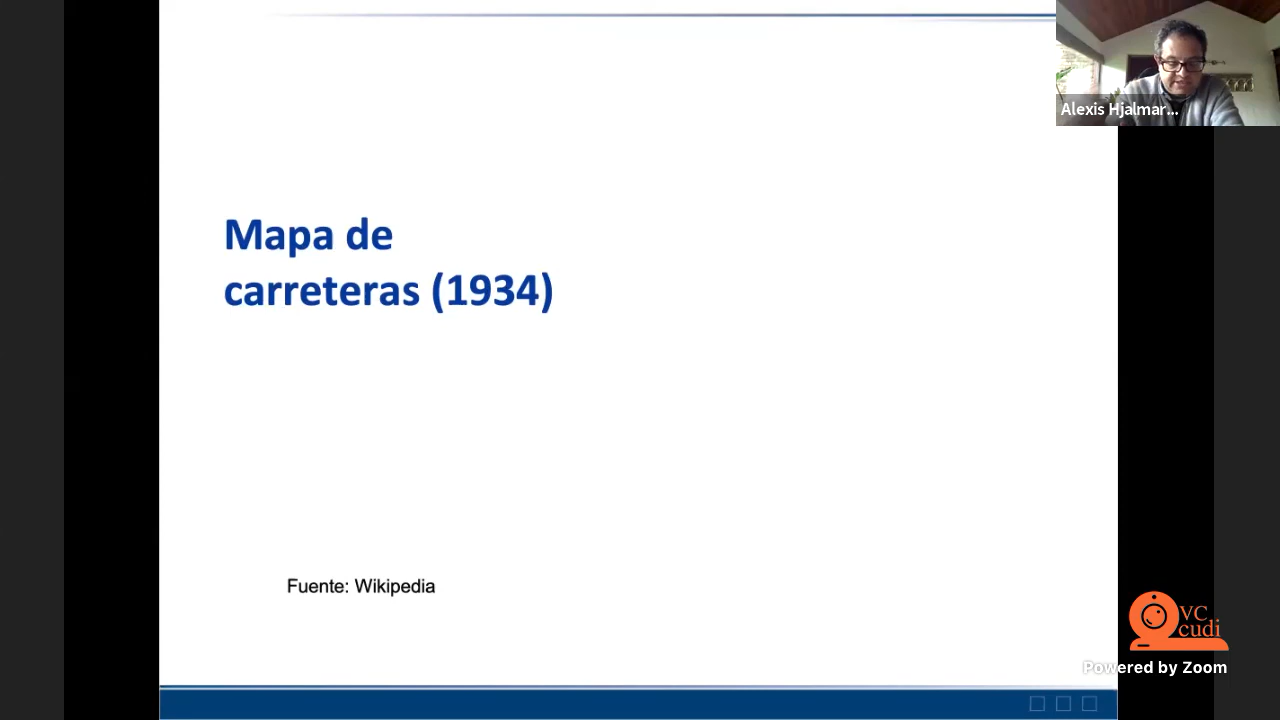 Alexis Hjalmar...
Mapa de
carreteras (1934)
Fuente: Wikipedia
VC
cudi
Powered by Zoom